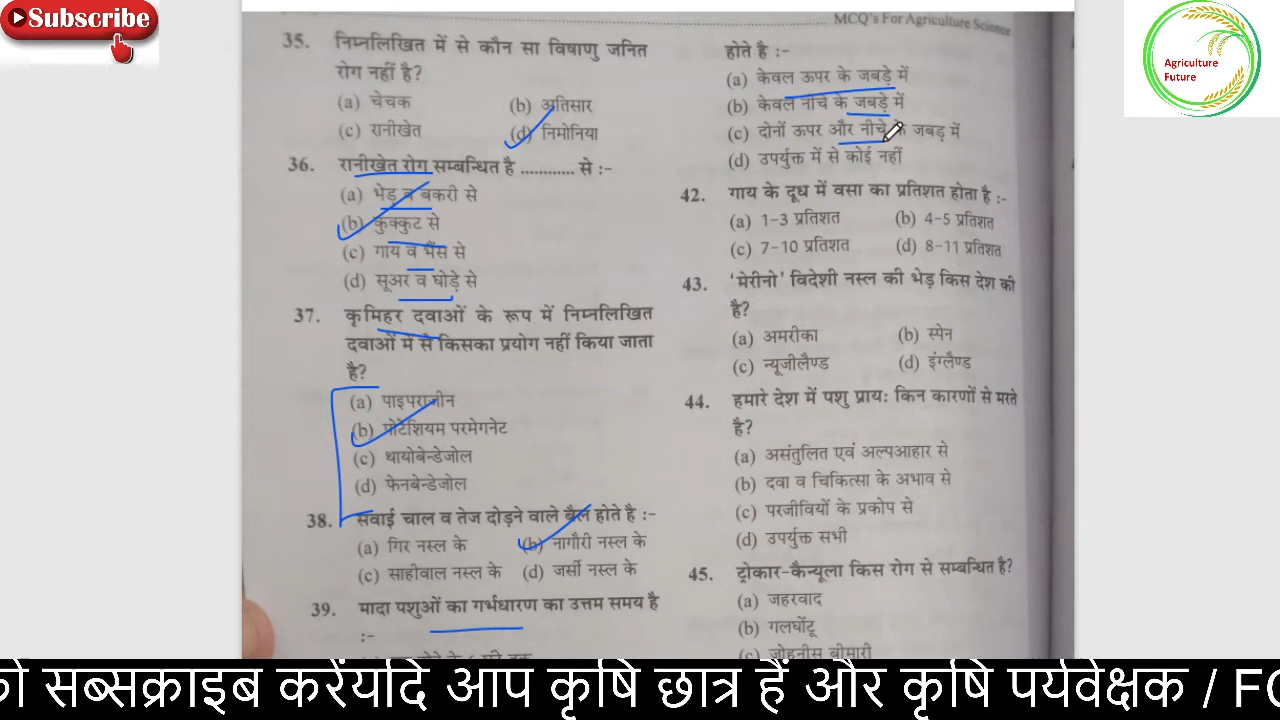 Subscribe
MCQ's For Agriculture Science
Agriculture
Future
35. निम्नलिखित में से कौन सा विषाणु जनित
रोग नहीं है?
(a) चेचक (b) अतिसार
(c) रानीखेत (d) निमोनिया
36. रानीखेत रोग सम्बन्धित है ............ से :-
(a) भेड़ व बकरी से
(b) कुक्कुट से
(c) गाय व भैंस से
(d) सूअर व घोड़े से
37. कृमिहर दवाओं के रूप में निम्नलिखित
दवाओं में से किसका प्रयोग नहीं किया जाता
है?
(a) पाइपराजीन
(b) पोटेशियम परमेगनेट
(c) थायोबेन्डेजोल
(d) फेनबेन्डेजोल
38. सवाई चाल व तेज दोड़ने वाले बैल होते है :-
(a) गिर नस्ल के (b) नागौरी नस्ल के
(c) साहीवाल नस्ल के (d) जर्सी नस्ल के
39. मादा पशुओं का गर्भधारण का उत्तम समय है
:-
होते है :-
(a) केवल ऊपर के जबड़े में
(b) केवल नीचे के जबड़े में
(c) दोनों ऊपर और नीचे के जबड़ में
(d) उपर्युक्त में से कोई नहीं
42. गाय के दूध में वसा का प्रतिशत होता है :-
(a) 1-3 प्रतिशत (b) 4-5 प्रतिशत
(c) 7-10 प्रतिशत (d) 8-11 प्रतिशत
43. 'मेरीनो' विदेशी नस्ल की भेड़ किस देश की
है?
(a) अमरीका (b) स्पेन
(c) न्यूजीलैण्ड (d) इंग्लैण्ड
44. हमारे देश में पशु प्रायः किन कारणों से मरते
है?
(a) असंतुलित एवं अल्पआहार से
(b) दवा व चिकित्सा के अभाव से
(c) परजीवियों के प्रकोप से
(d) उपर्युक्त सभी
45. ट्रोकार-कैन्यूला किस रोग से सम्बन्धित है?
(a) जहरवाद
(b) गलघोंटू
(c) जोहनीस बीमारी
को सब्सक्राइब करेंयदि आप कृषि छात्र हैं और कृषि पर्यवेक्षक / FC